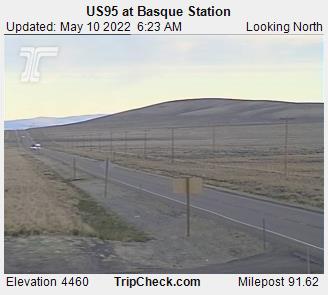 US95 at Basque Station
Updated: May 10 2022 6:23 AM Looking North
Elevation 4460 TripCheck.com Milepost 91.62